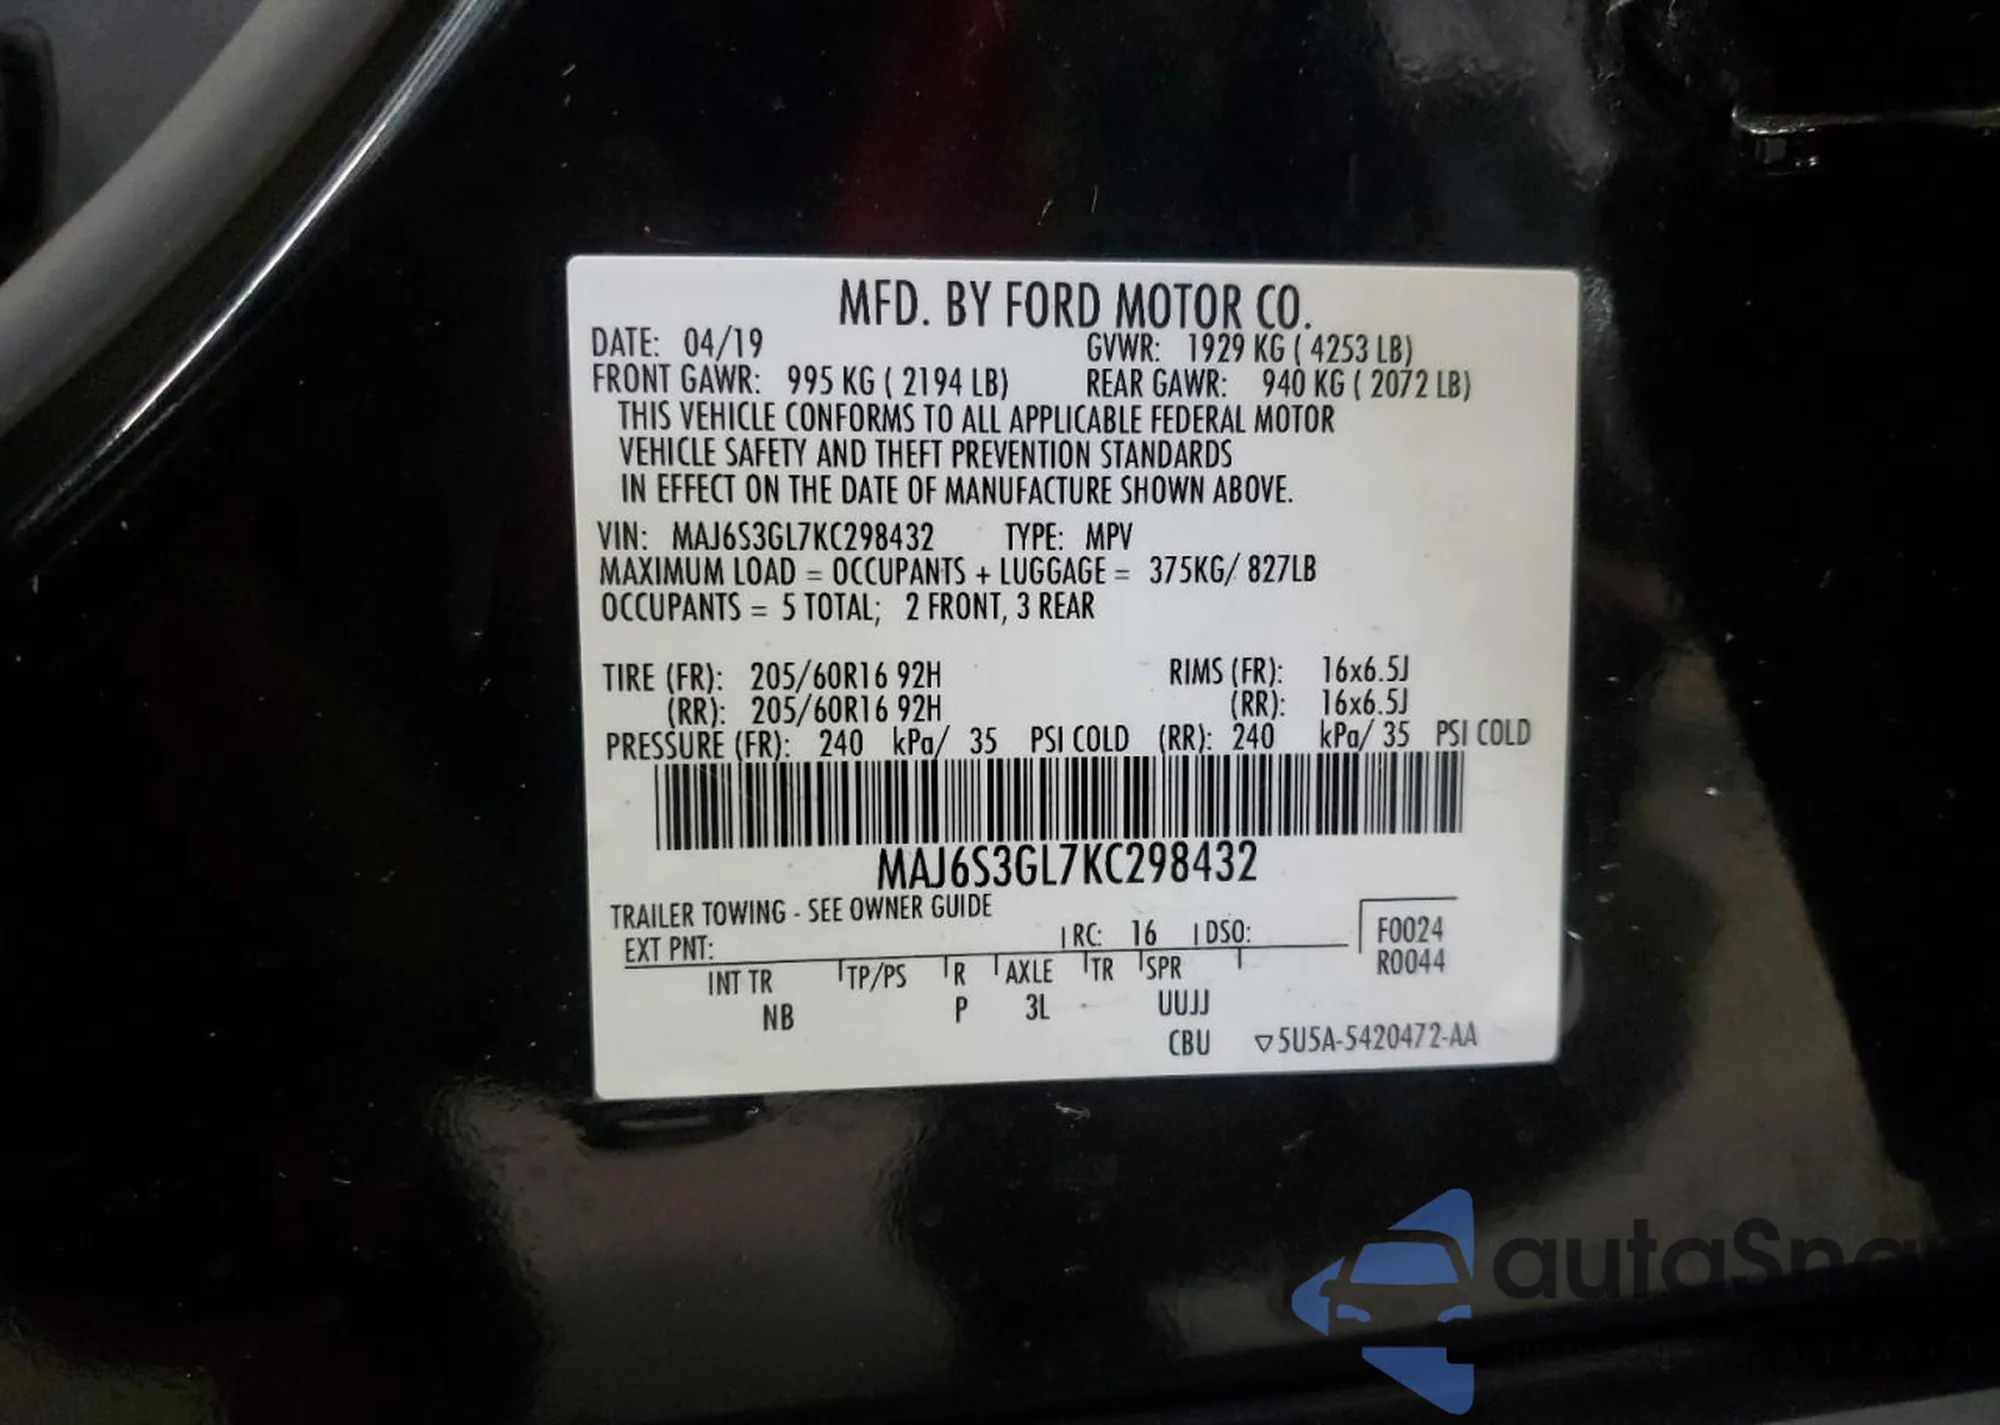 MFD. BY FORD MOTOR CO.
DATE: 04/19 GVWR: 1929 KG ( 4253 LB)
FRONT GAWR: 995 KG ( 2194 LB) REAR GAWR: 940 KG ( 2072 LB)
THIS VEHICLE CONFORMS TO ALL APPLICABLE FEDERAL MOTOR
VEHICLE SAFETY AND THEFT PREVENTION STANDARDS
IN EFFECT ON THE DATE OF MANUFACTURE SHOWN ABOVE.
VIN: MAJ6S3GL7KC298432 TYPE: MPV
MAXIMUM LOAD = OCCUPANTS + LUGGAGE = 375KG/ 827LB
OCCUPANTS = 5 TOTAL; 2 FRONT, 3 REAR
TIRE (FR): 205/60R16 92H RIMS (FR): 16x6.5J
(RR): 205/60R16 92H (RR): 16x6.5J
PRESSURE (FR): 240 kPa/ 35 PSI COLD (RR): 240 kPa/ 35 PSI COLD
MAJ6S3GL7KC298432
TRAILER TOWING - SEE OWNER GUIDE
EXT PNT: RC: 16 DSO: F0024
R0044
INT TR TP/PS R AXLE TR SPR
NB P 3L UUJJ
CBU ▽5U5A-5420472-AA
autaSna